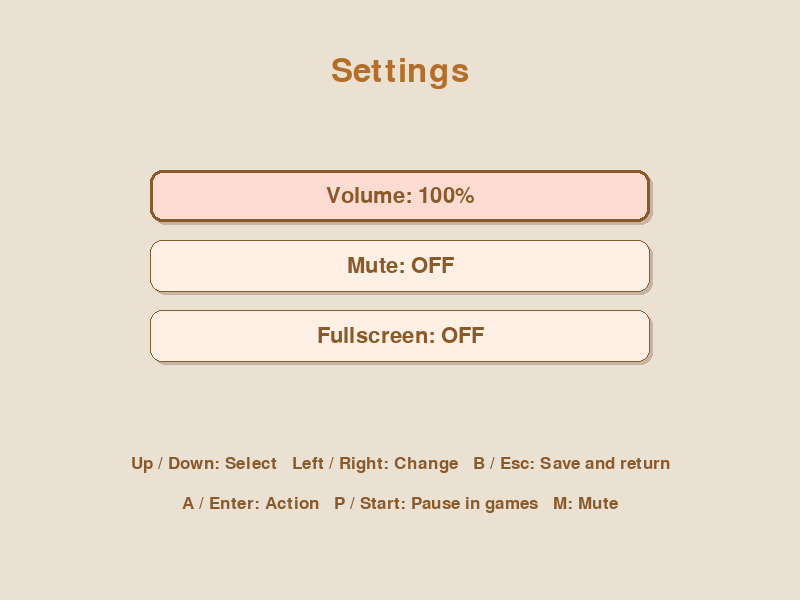 Settings
Volume: 100%
Mute: OFF
Fullscreen: OFF
Up / Down: Select   Left / Right: Change   B / Esc: Save and return
A / Enter: Action   P / Start: Pause in games   M: Mute